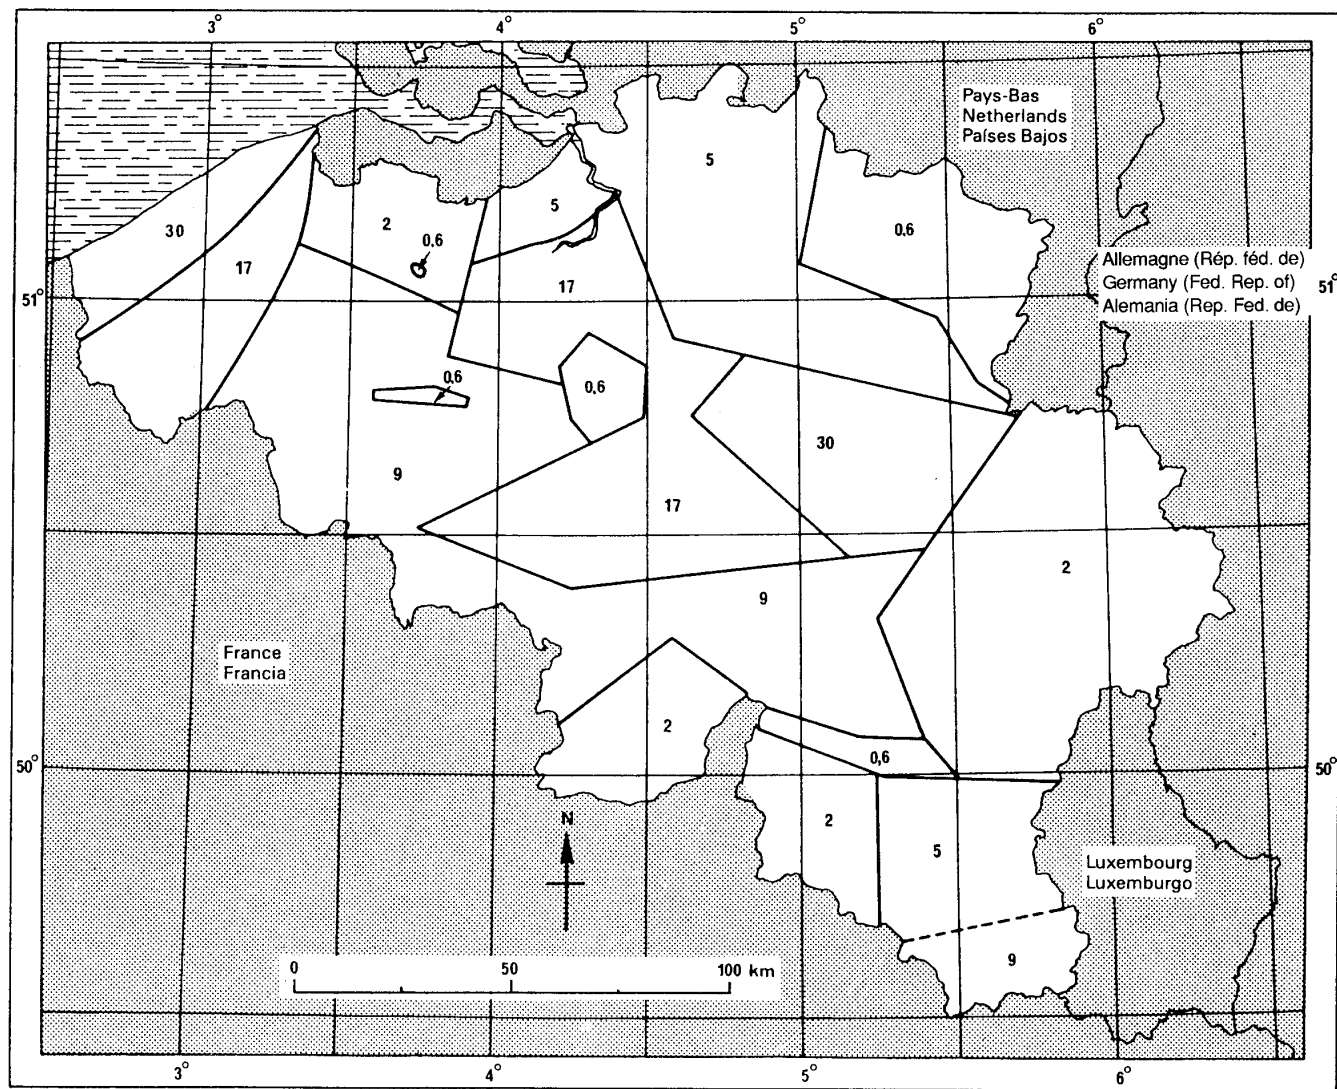 3° 4° 5° 6°
Pays-Bas
Netherlands
Países Bajos
5
5
30
2
0,6
0,6
17
Allemagne (Rép. féd. de)
Germany (Fed. Rep. of)
Alemania (Rep. Fed. de)
51° 17 51°
0,6
0,6
30
9
17
2
9
France
Francia
2
0,6
50° 50°
2
N
5
Luxembourg
Luxemburgo
9
0 50 100 km
3° 4° 5° 6°